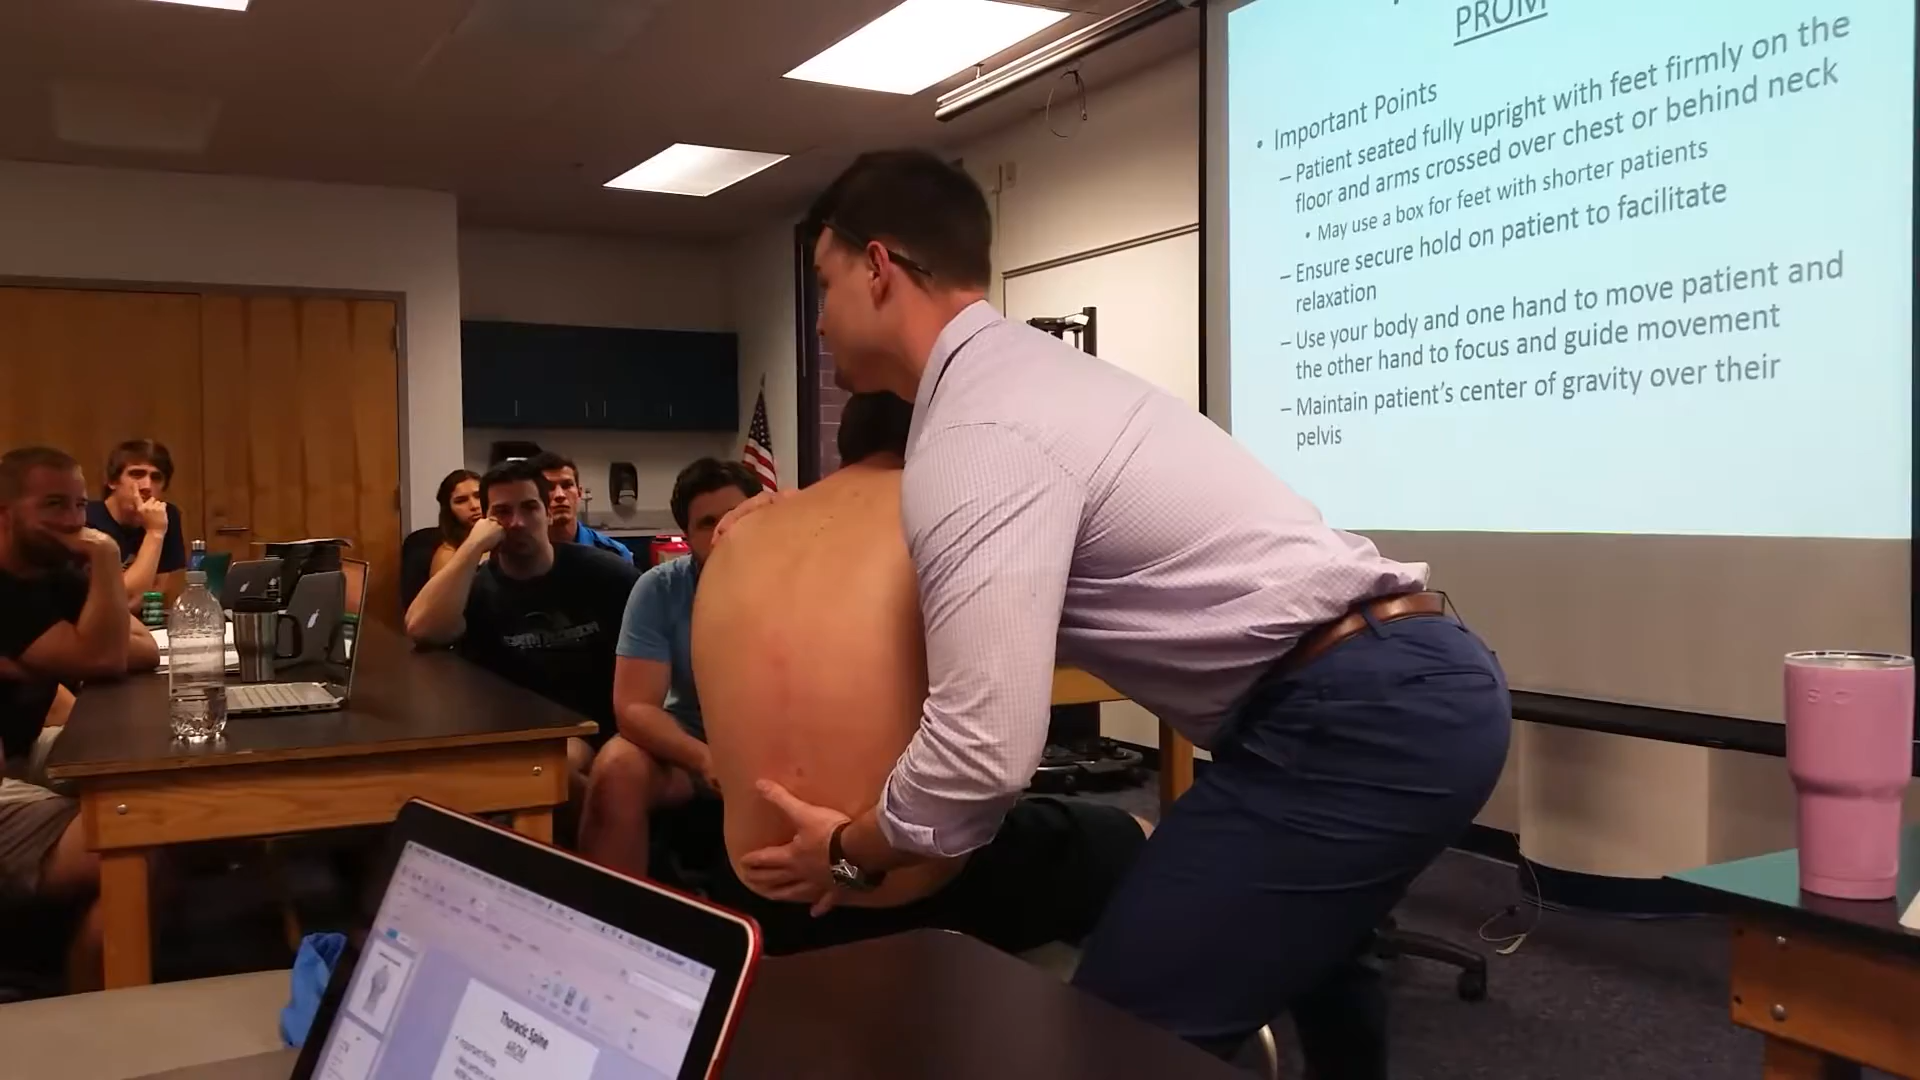 PROM
• Important Points
– Patient seated fully upright with feet firmly on the
floor and arms crossed over chest or behind neck
• May use a box for feet with shorter patients
– Ensure secure hold on patient to facilitate
relaxation
– Use your body and one hand to move patient and
the other hand to focus and guide movement
– Maintain patient's center of gravity over their
pelvis
Thoracic Spine
AROM
• Important Points